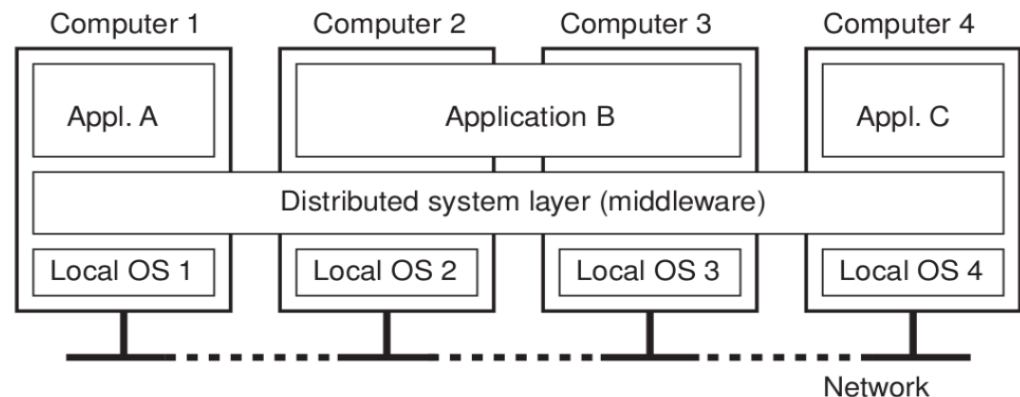 Computer 1
Computer 2
Computer 3
Computer 4
Appl. A
Application B
Appl. C
Distributed system layer (middleware)
Local OS 1
Local OS 2
Local OS 3
Local OS 4
Network